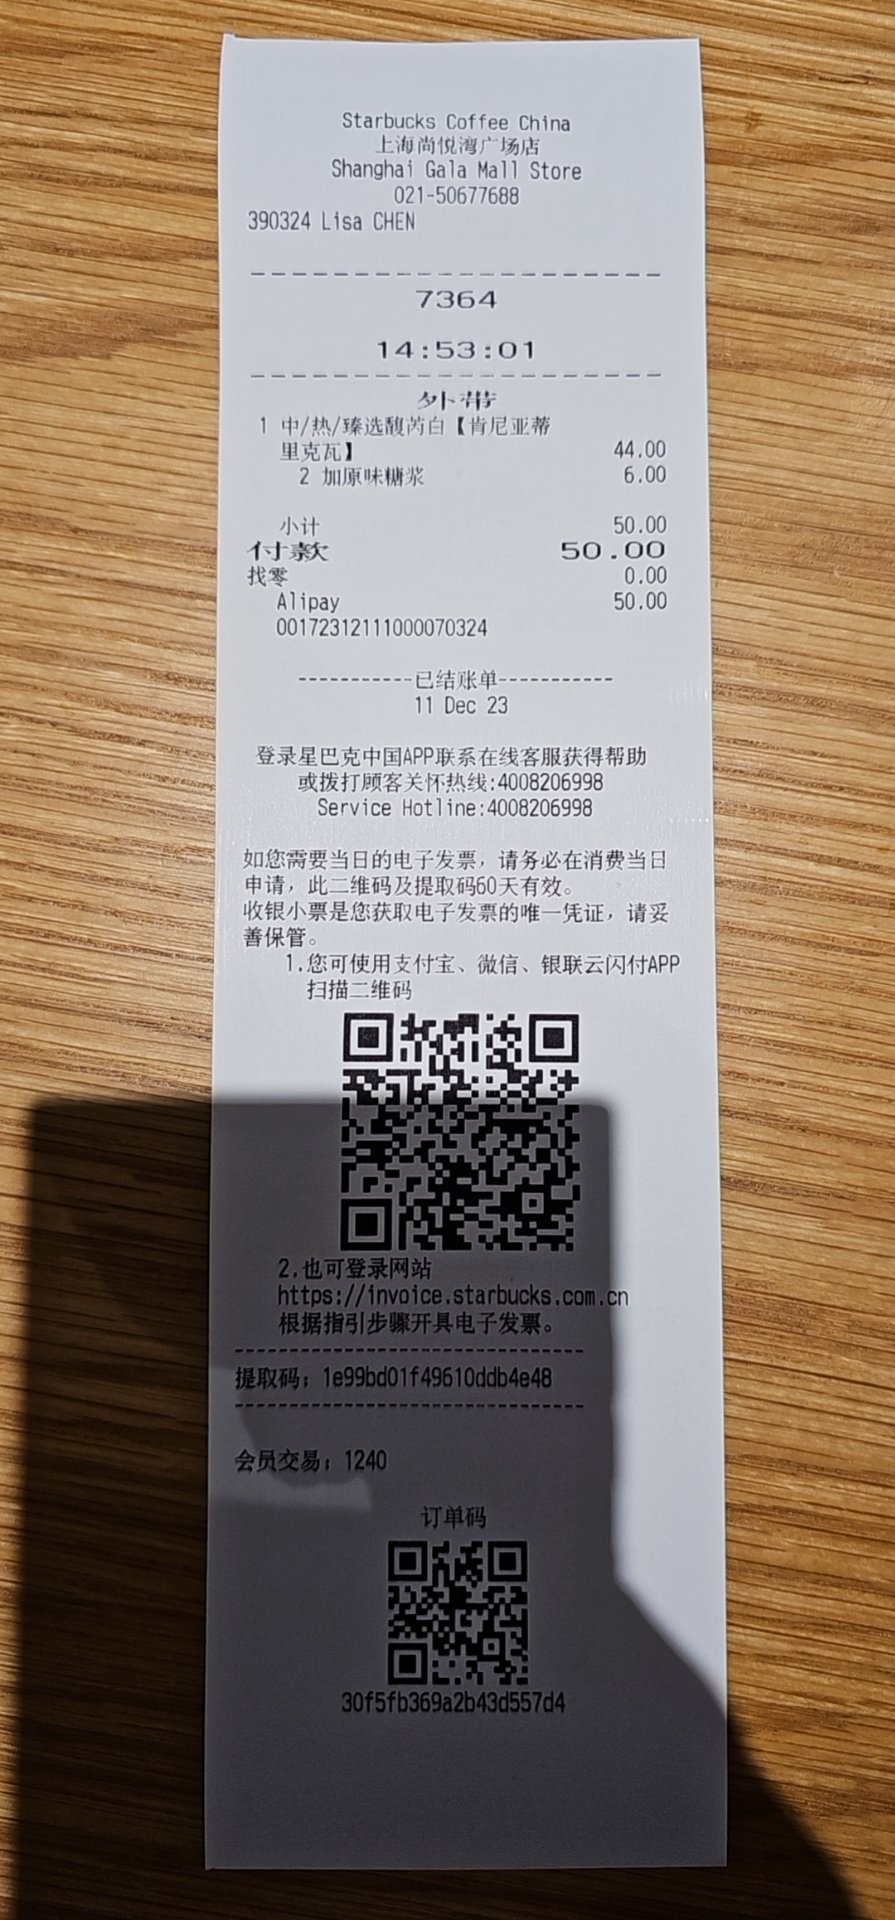 Starbucks Coffee China
上海尚悦湾广场店
Shanghai Gala Mall Store
021-50677688
390324 Lisa CHEN
7364
14:53:01
外带
1 中/热/臻选馥芮白【肯尼亚蒂
里克瓦】 44.00
2 加原味糖浆 6.00
小计 50.00
付款 50.00
找零 0.00
Alipay 50.00
00172312111000070324
-----------已结账单-----------
11 Dec 23
登录星巴克中国APP联系在线客服获得帮助
或拨打顾客关怀热线:4008206998
Service Hotline:4008206998
如您需要当日的电子发票，请务必在消费当日
申请，此二维码及提取码60天有效。
收银小票是您获取电子发票的唯一凭证，请妥
善保管。
1.您可使用支付宝、微信、银联云闪付APP
扫描二维码
2.也可登录网站
https://invoice.starbucks.com.cn
根据指引步骤开具电子发票。
提取码：1e99bd01f49610ddb4e48
会员交易：1240
订单码
30f5fb369a2b43d557d4